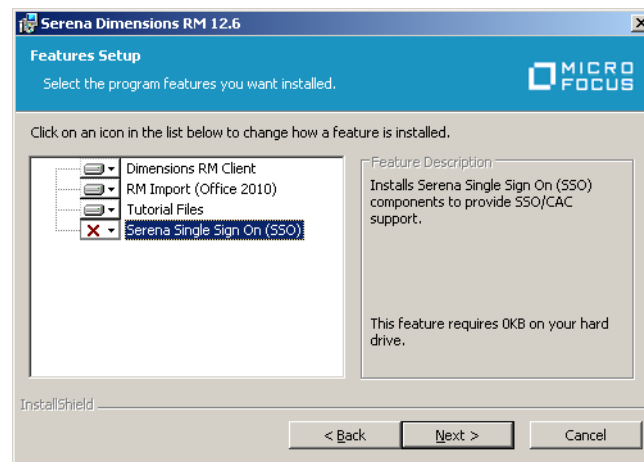 Serena Dimensions RM 12.6
Features Setup
Select the program features you want installed.
MICRO
FOCUS
Click on an icon in the list below to change how a feature is installed.
Dimensions RM Client
RM Import (Office 2010)
Tutorial Files
Serena Single Sign On (SSO)
Feature Description
Installs Serena Single Sign On (SSO)
components to provide SSO/CAC
support.
This feature requires 0KB on your hard
drive.
InstallShield
< Back
Next >
Cancel